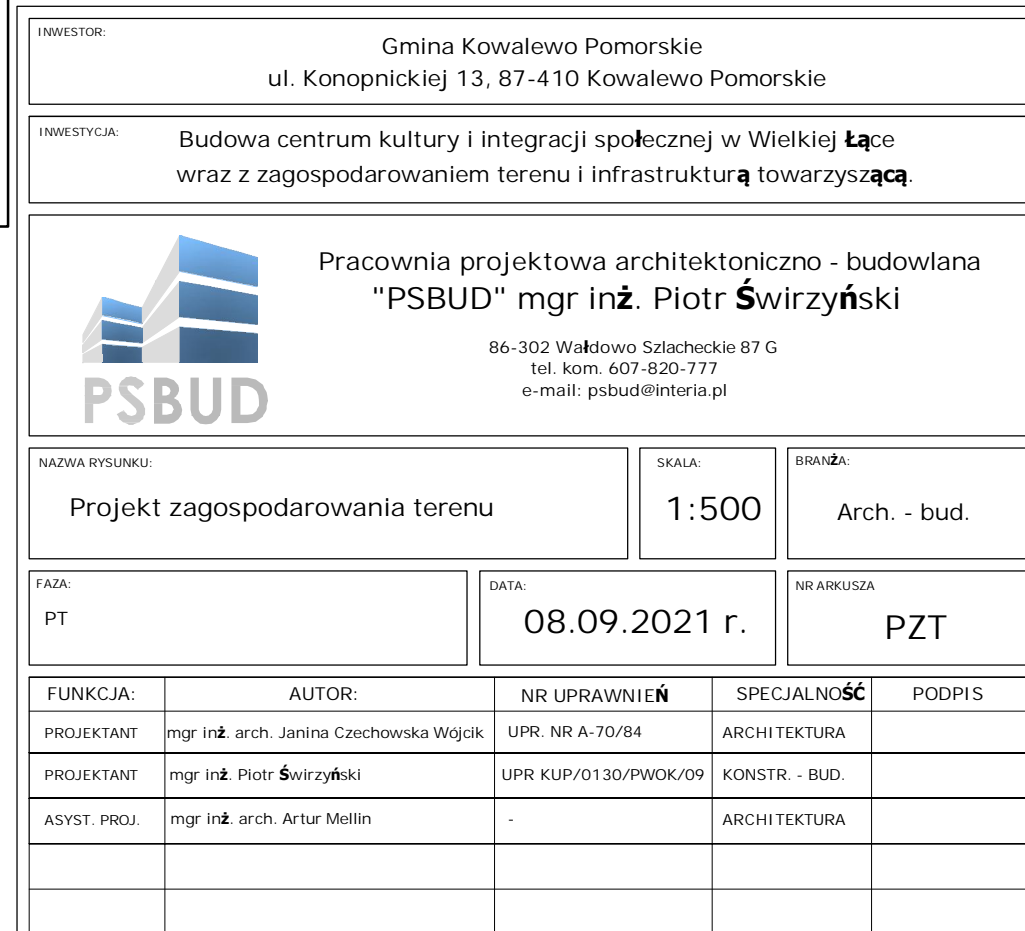 INWESTOR:
Gmina Kowalewo Pomorskie
ul. Konopnickiej 13, 87-410 Kowalewo Pomorskie
INWESTYCJA:
Budowa centrum kultury i integracji społecznej w Wielkiej Łące
wraz z zagospodarowaniem terenu i infrastrukturą towarzyszącą.
PSBUD
Pracownia projektowa architektoniczno - budowlana
"PSBUD" mgr inż. Piotr Świrzyński
86-302 Wałdowo Szlacheckie 87 G
tel. kom. 607-820-777
e-mail: psbud@interia.pl
NAZWA RYSUNKU:
Projekt zagospodarowania terenu
SKALA:
1:500
BRANŻA:
Arch. - bud.
FAZA:
PT
DATA:
08.09.2021 r.
NR ARKUSZA
PZT
FUNKCJA: AUTOR: NR UPRAWNIEŃ SPECJALNOŚĆ PODPIS
PROJEKTANT mgr inż. arch. Janina Czechowska Wójcik UPR. NR A-70/84 ARCHITEKTURA
PROJEKTANT mgr inż. Piotr Świrzyński UPR KUP/0130/PWOK/09 KONSTR. - BUD.
ASYST. PROJ. mgr inż. arch. Artur Mellin - ARCHITEKTURA